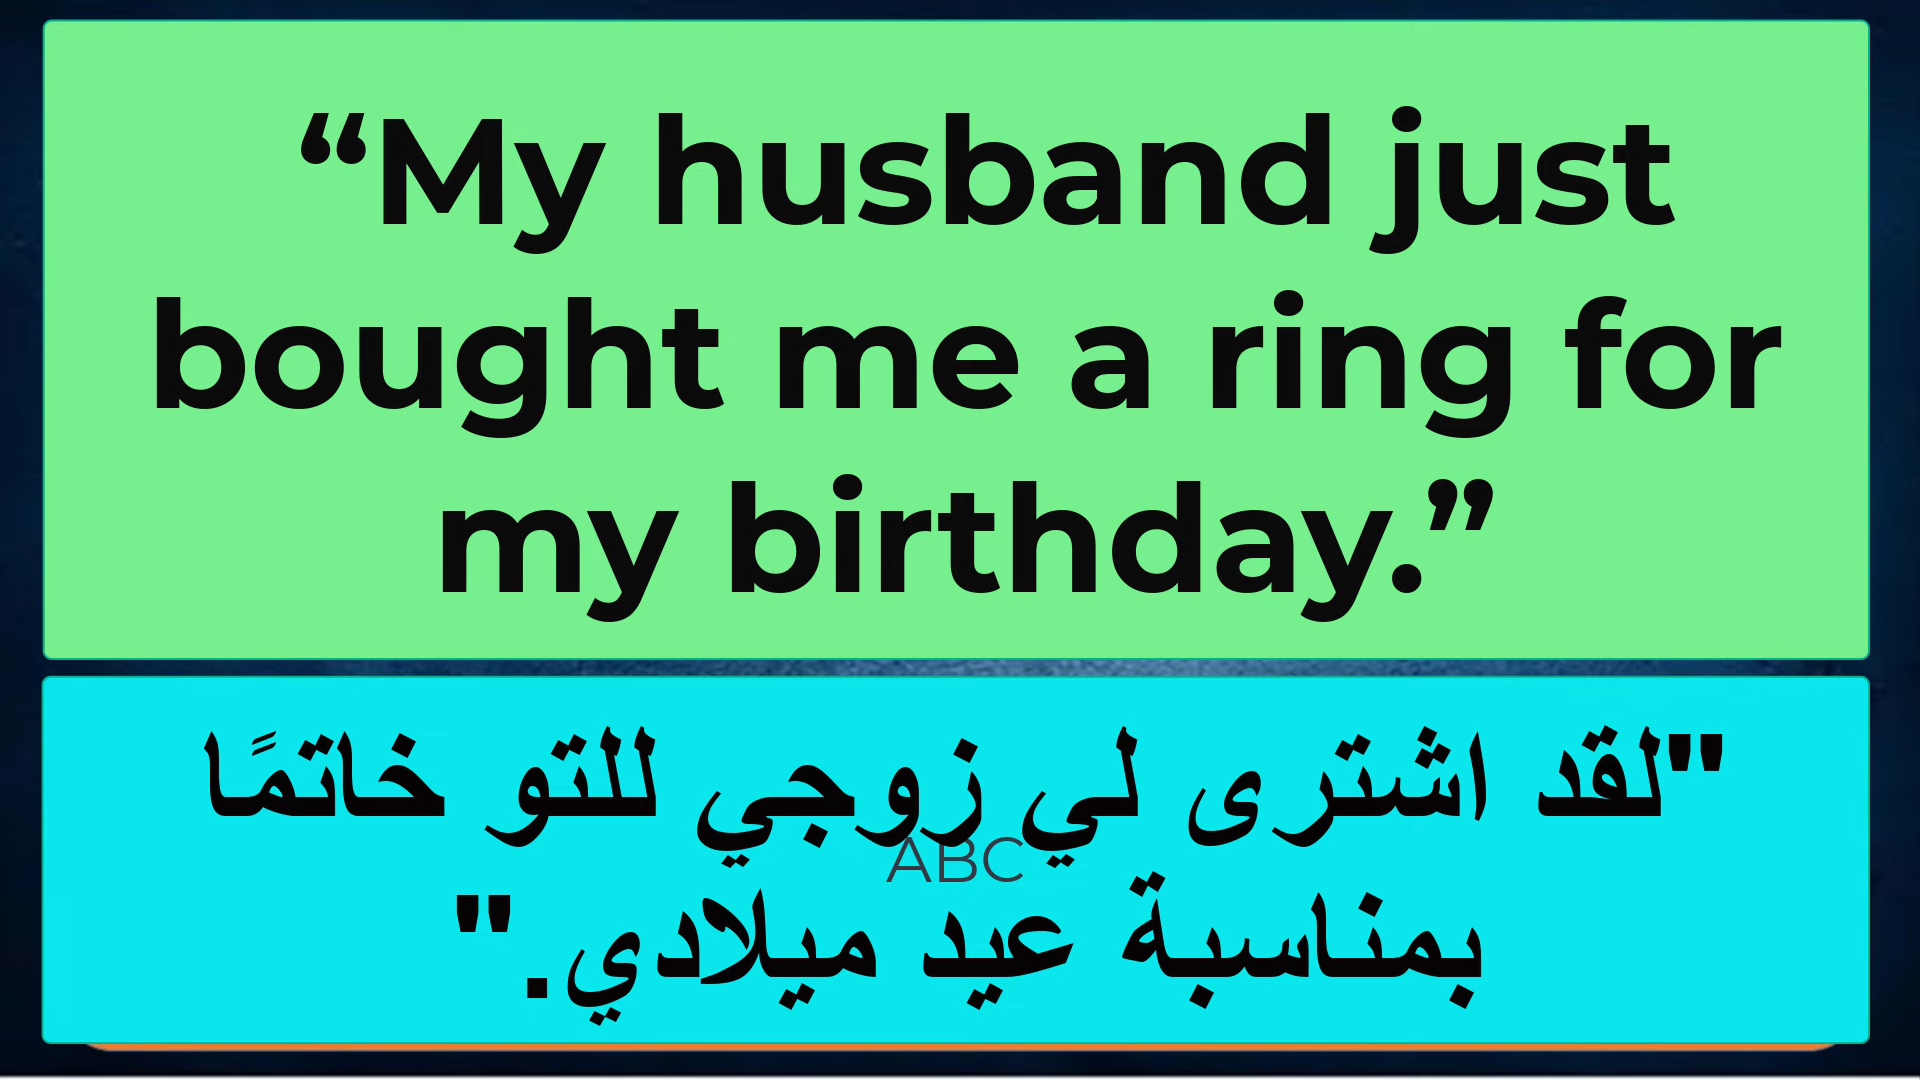 “My husband just
bought me a ring for
my birthday.”
"لقد اشترى لي زوجي للتو خاتمًا
ABC
بمناسبة عيد ميلادي."